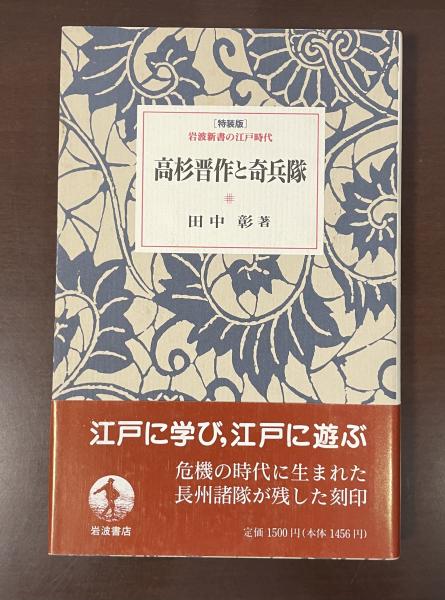 ［特装版］
岩波新書の江戸時代
高杉晋作と奇兵隊
田中 彰 著
江戸に学び，江戸に遊ぶ
危機の時代に生まれた
長州諸隊が残した刻印
岩波書店
定価 1500円(本体 1456円)